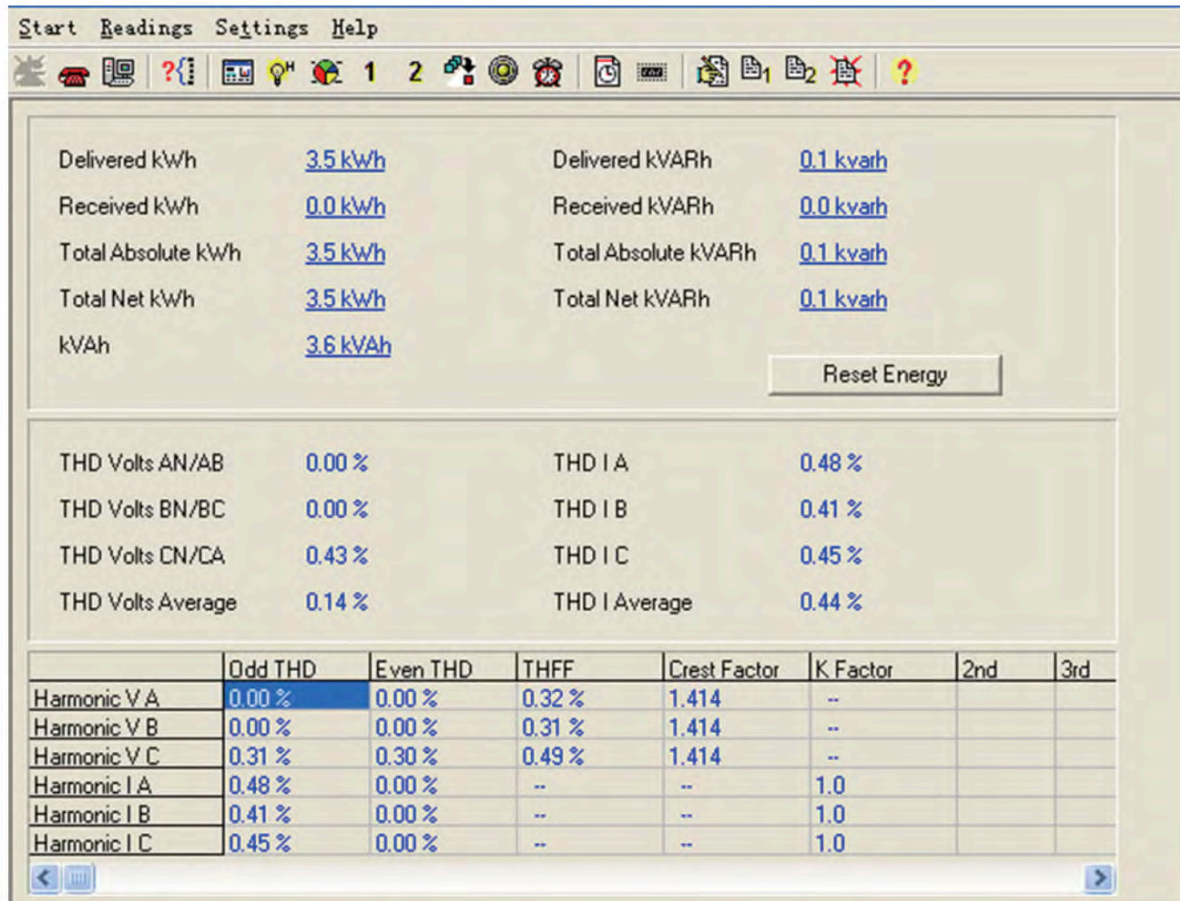 Start Readings Settings Help
?{} H 1 2 1 2 ?
Delivered kWh 3.5 kWh Delivered kVARh 0.1 kvarh
Received kWh 0.0 kWh Received kVARh 0.0 kvarh
Total Absolute kWh 3.5 kWh Total Absolute kVARh 0.1 kvarh
Total Net kWh 3.5 kWh Total Net kVARh 0.1 kvarh
kVAh 3.6 kVAh
Reset Energy
THD Volts AN/AB 0.00 % THD I A 0.48 %
THD Volts BN/BC 0.00 % THD I B 0.41 %
THD Volts CN/CA 0.43 % THD I C 0.45 %
THD Volts Average 0.14 % THD I Average 0.44 %
Odd THD Even THD THFF Crest Factor K Factor 2nd 3rd
Harmonic V A 0.00 % 0.00 % 0.32 % 1.414 --
Harmonic V B 0.00 % 0.00 % 0.31 % 1.414 --
Harmonic V C 0.31 % 0.30 % 0.49 % 1.414 --
Harmonic I A 0.48 % 0.00 % -- -- 1.0
Harmonic I B 0.41 % 0.00 % -- -- 1.0
Harmonic I C 0.45 % 0.00 % -- -- 1.0